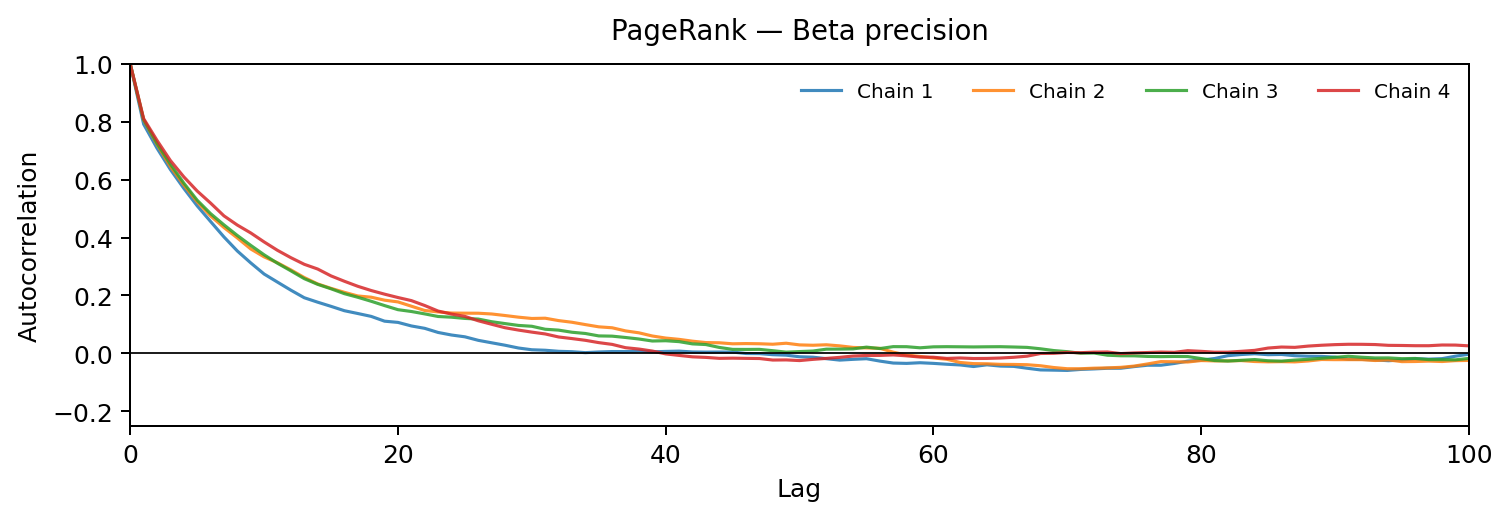 PageRank — Beta precision
Chain 1 Chain 2 Chain 3 Chain 4
Autocorrelation
1.0
0.8
0.6
0.4
0.2
0.0
−0.2
0 20 40 60 80 100
Lag